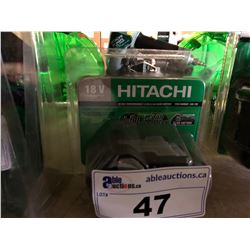 18 V
HITACHI
able
auctions.ca
ableauctions.ca
LOT#
47